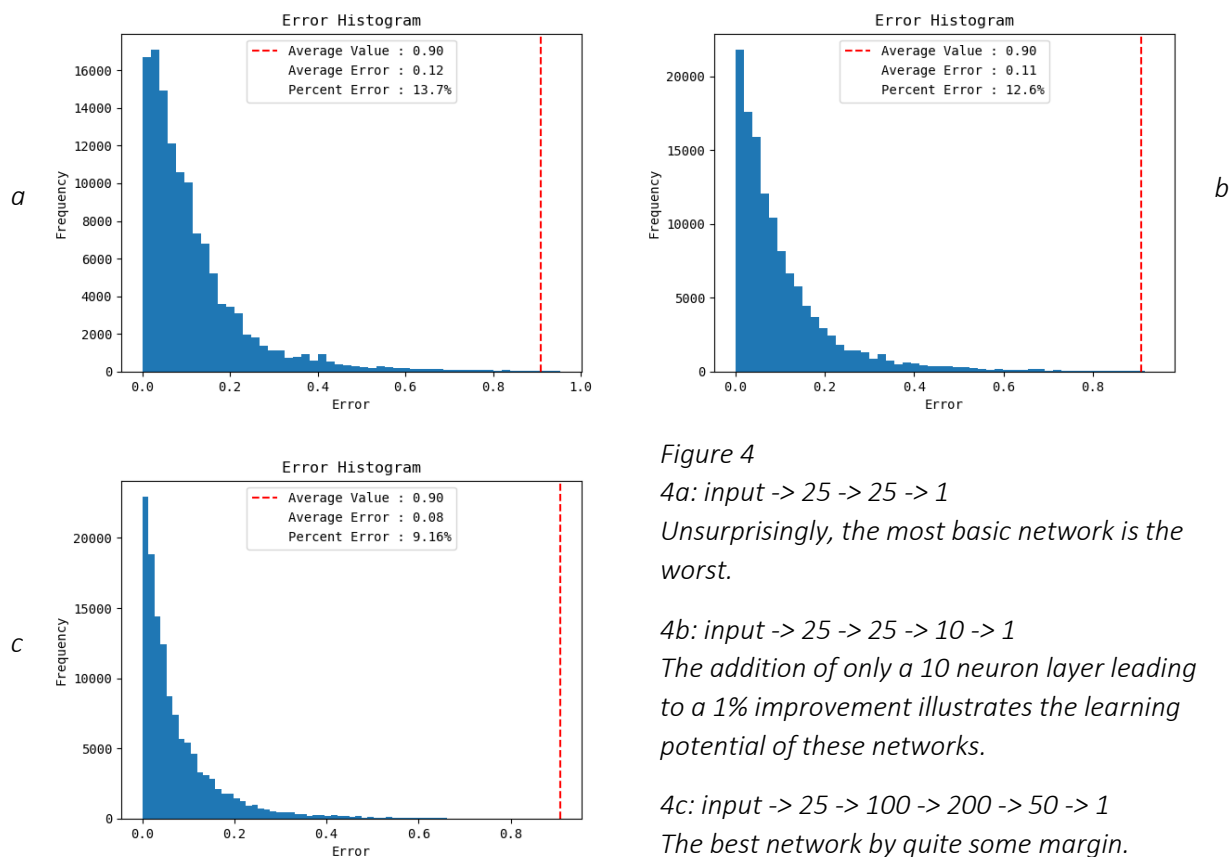 Error Histogram
Average Value : 0.90
Average Error : 0.12
Percent Error : 13.7%
16000
14000
12000
10000
8000
6000
4000
2000
0
Frequency
0.0 0.2 0.4 0.6 0.8 1.0
Error
a
Error Histogram
Average Value : 0.90
Average Error : 0.11
Percent Error : 12.6%
20000
15000
10000
5000
0
Frequency
0.0 0.2 0.4 0.6 0.8
Error
b
Error Histogram
Average Value : 0.90
Average Error : 0.08
Percent Error : 9.16%
20000
15000
10000
5000
0
Frequency
0.0 0.2 0.4 0.6 0.8
Error
c
Figure 4
4a: input -> 25 -> 25 -> 1
Unsurprisingly, the most basic network is the
worst.
4b: input -> 25 -> 25 -> 10 -> 1
The addition of only a 10 neuron layer leading
to a 1% improvement illustrates the learning
potential of these networks.
4c: input -> 25 -> 100 -> 200 -> 50 -> 1
The best network by quite some margin.